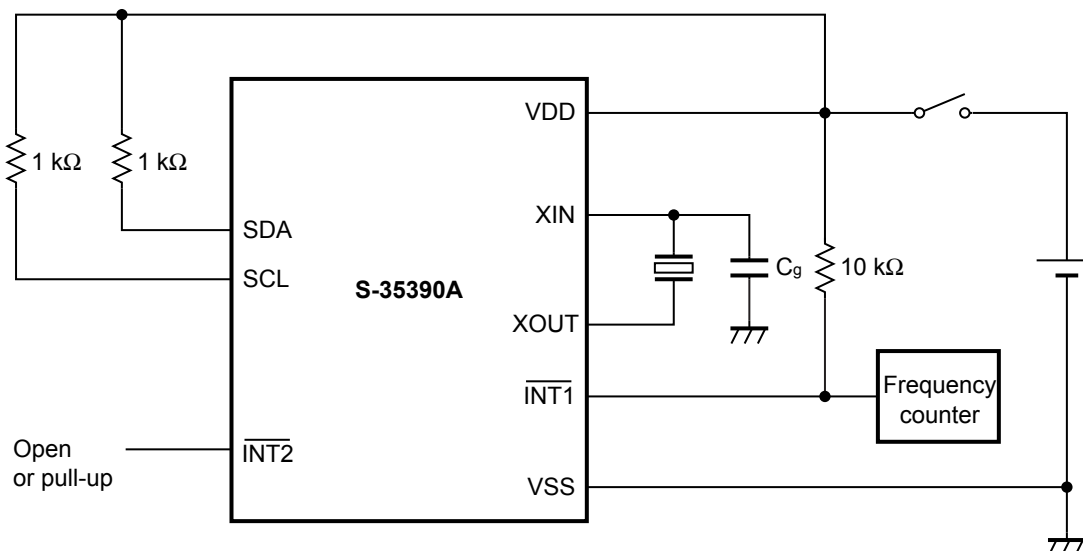 VDD
1 kΩ
1 kΩ
XIN
SDA
Cg
10 kΩ
SCL
S-35390A
XOUT
INT1
Frequency
counter
Open
or pull-up
INT2
VSS